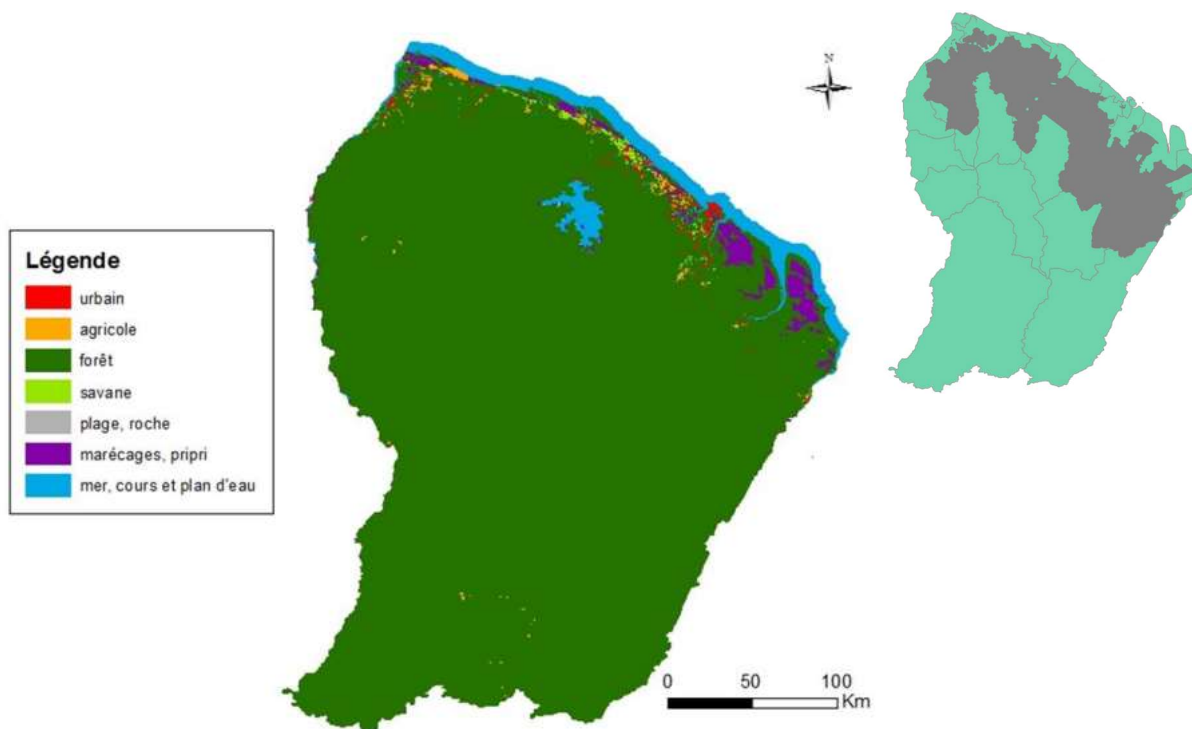 N
Légende
urbain
agricole
forêt
savane
plage, roche
marécages, pripri
mer, cours et plan d'eau
0 50 100
Km